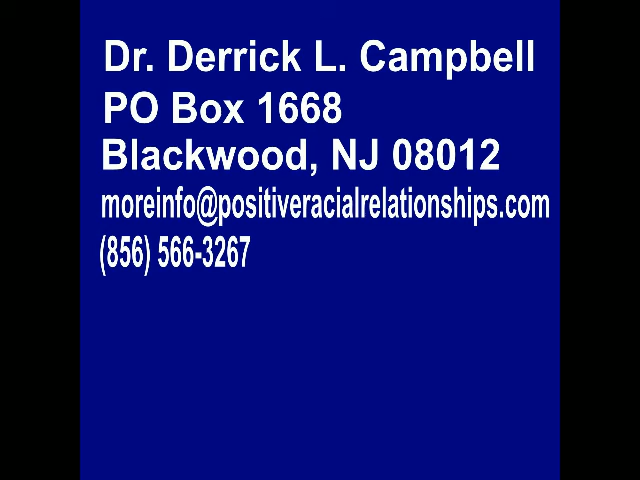 Dr. Derrick L. Campbell
PO Box 1668
Blackwood, NJ 08012
moreinfo@positiveracialrelationships.com
(856) 566-3267